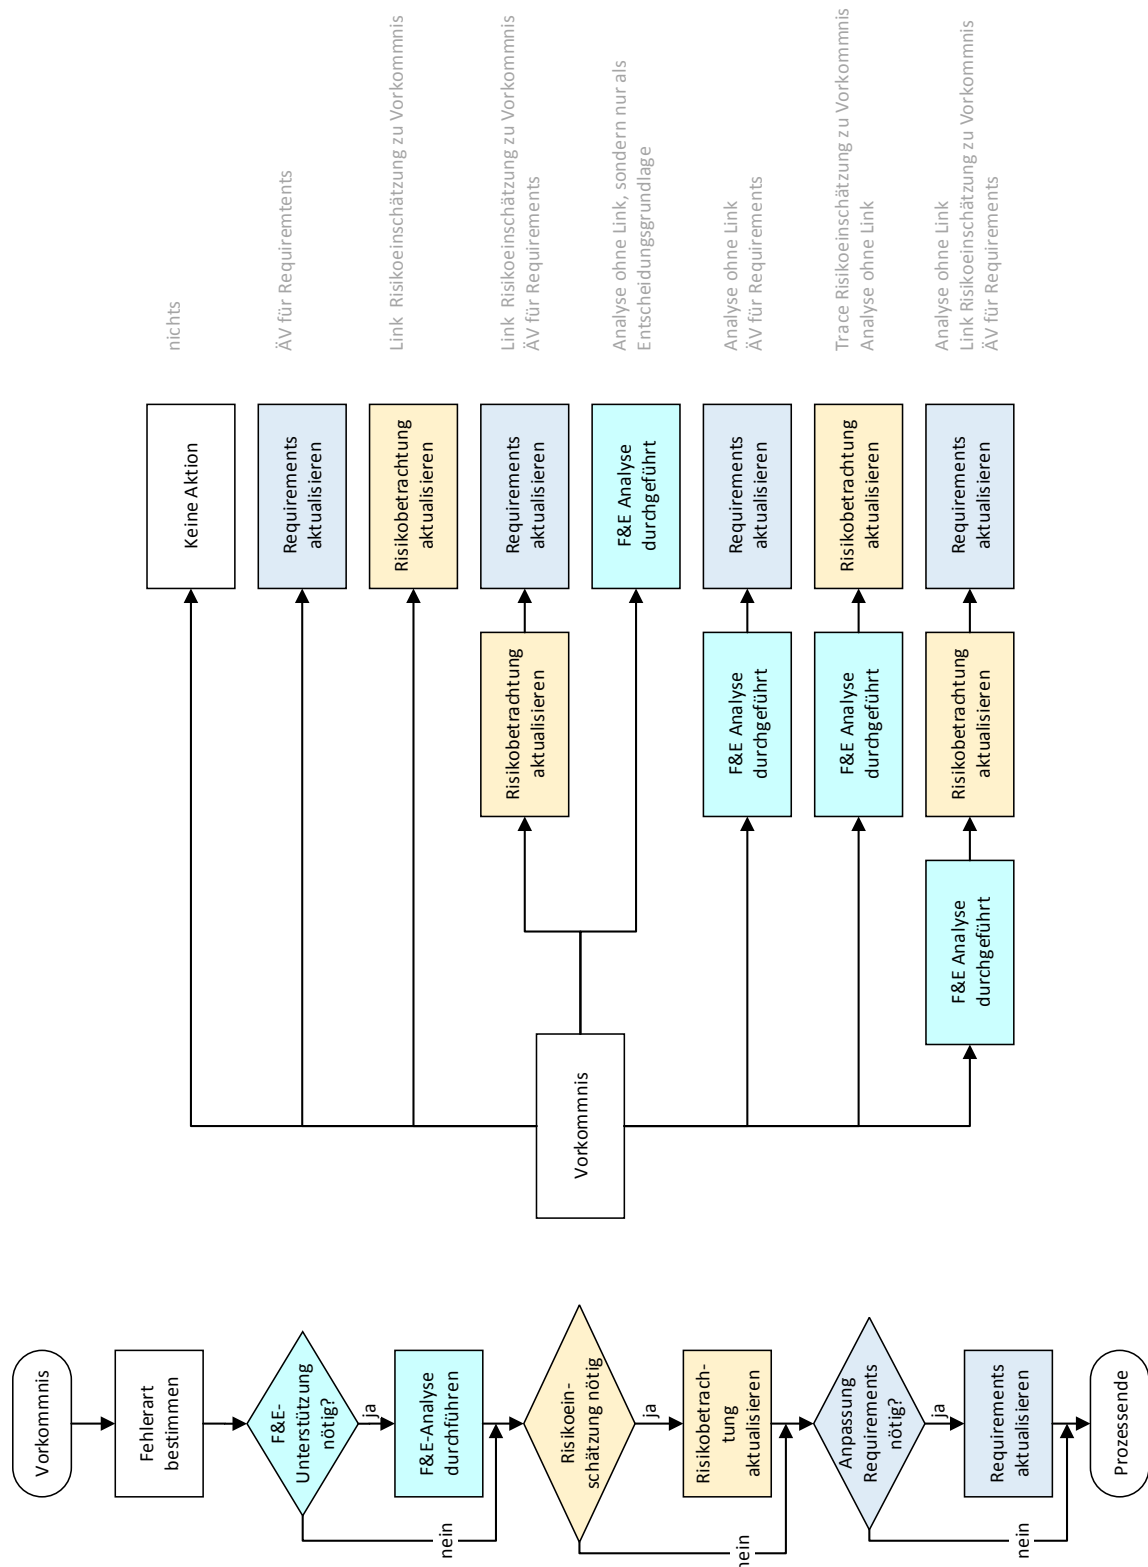 Vorkommnis
Fehlerart
bestimmen
F&E-
Unterstützung
nötig?
ja
nein
F&E-Analyse
durchführen
Risikoein-
schätzung nötig
ja
nein
Risikobetrach-
tung
aktualisieren
Anpassung
Requirements
nötig?
ja
nein
Requirements
aktualisieren
Prozessende
Vorkommnis
Keine Aktion
nichts
Requirements
aktualisieren
ÄV für Requiremtents
Risikobetrachtung
aktualisieren
Link Risikoeinschätzung zu Vorkommnis
Risikobetrachtung
aktualisieren
Requirements
aktualisieren
Link Risikoeinschätzung zu Vorkommnis
ÄV für Requirements
F&E Analyse
durchgeführt
Analyse ohne Link, sondern nur als
Entscheidungsgrundlage
F&E Analyse
durchgeführt
Requirements
aktualisieren
Analyse ohne Link
ÄV für Requirements
F&E Analyse
durchgeführt
Risikobetrachtung
aktualisieren
Trace Risikoeinschätzung zu Vorkommnis
Analyse ohne Link
F&E Analyse
durchgeführt
Risikobetrachtung
aktualisieren
Requirements
aktualisieren
Analyse ohne Link
Link Risikoeinschätzung zu Vorkommnis
ÄV für Requirements